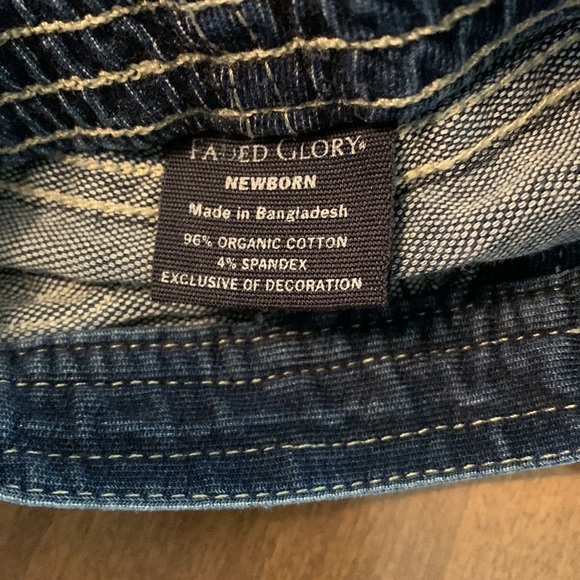 FADED GLORY®
NEWBORN
Made in Bangladesh
96% ORGANIC COTTON
4% SPANDEX
EXCLUSIVE OF DECORATION